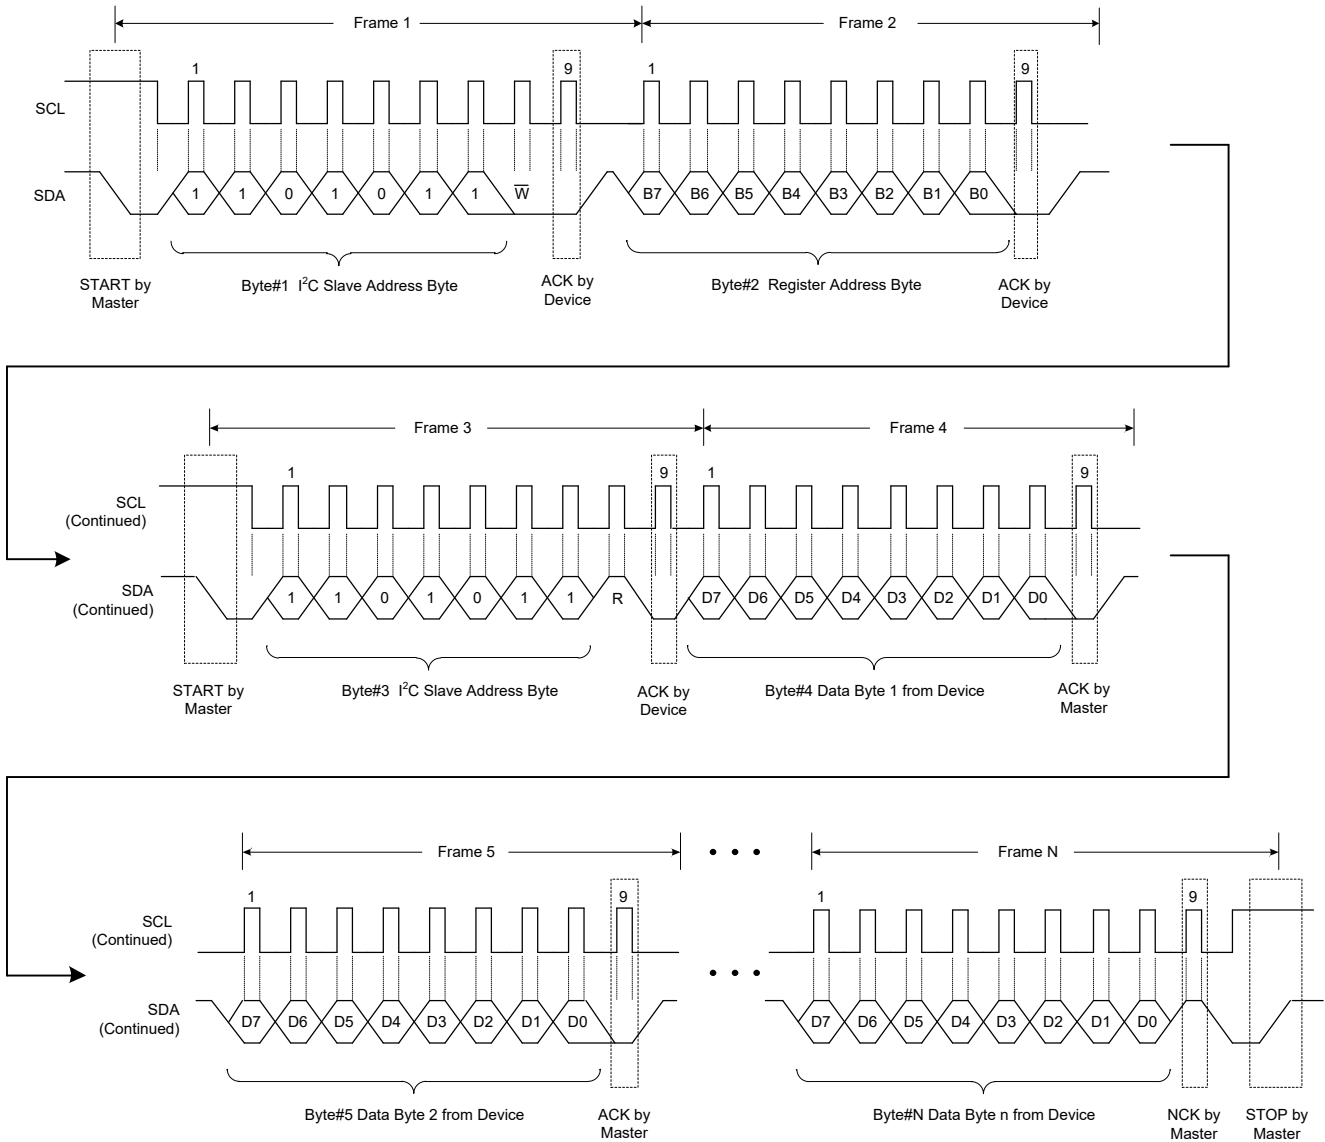 Frame 1 Frame 2
1 9 1 9
SCL
SDA 1 1 0 1 0 1 1 W̅ B7 B6 B5 B4 B3 B2 B1 B0
START by
Master
Byte#1 I²C Slave Address Byte
ACK by
Device
Byte#2 Register Address Byte
ACK by
Device
Frame 3 Frame 4
1 9 1 9
SCL
(Continued)
SDA
(Continued)
1 1 0 1 0 1 1 R D7 D6 D5 D4 D3 D2 D1 D0
START by
Master
Byte#3 I²C Slave Address Byte
ACK by
Device
Byte#4 Data Byte 1 from Device
ACK by
Master
Frame 5 • • • Frame N
1 9 1 9
SCL
(Continued)
• • •
SDA
(Continued)
D7 D6 D5 D4 D3 D2 D1 D0 D7 D6 D5 D4 D3 D2 D1 D0
Byte#5 Data Byte 2 from Device
ACK by
Master
Byte#N Data Byte n from Device
NCK by
Master
STOP by
Master